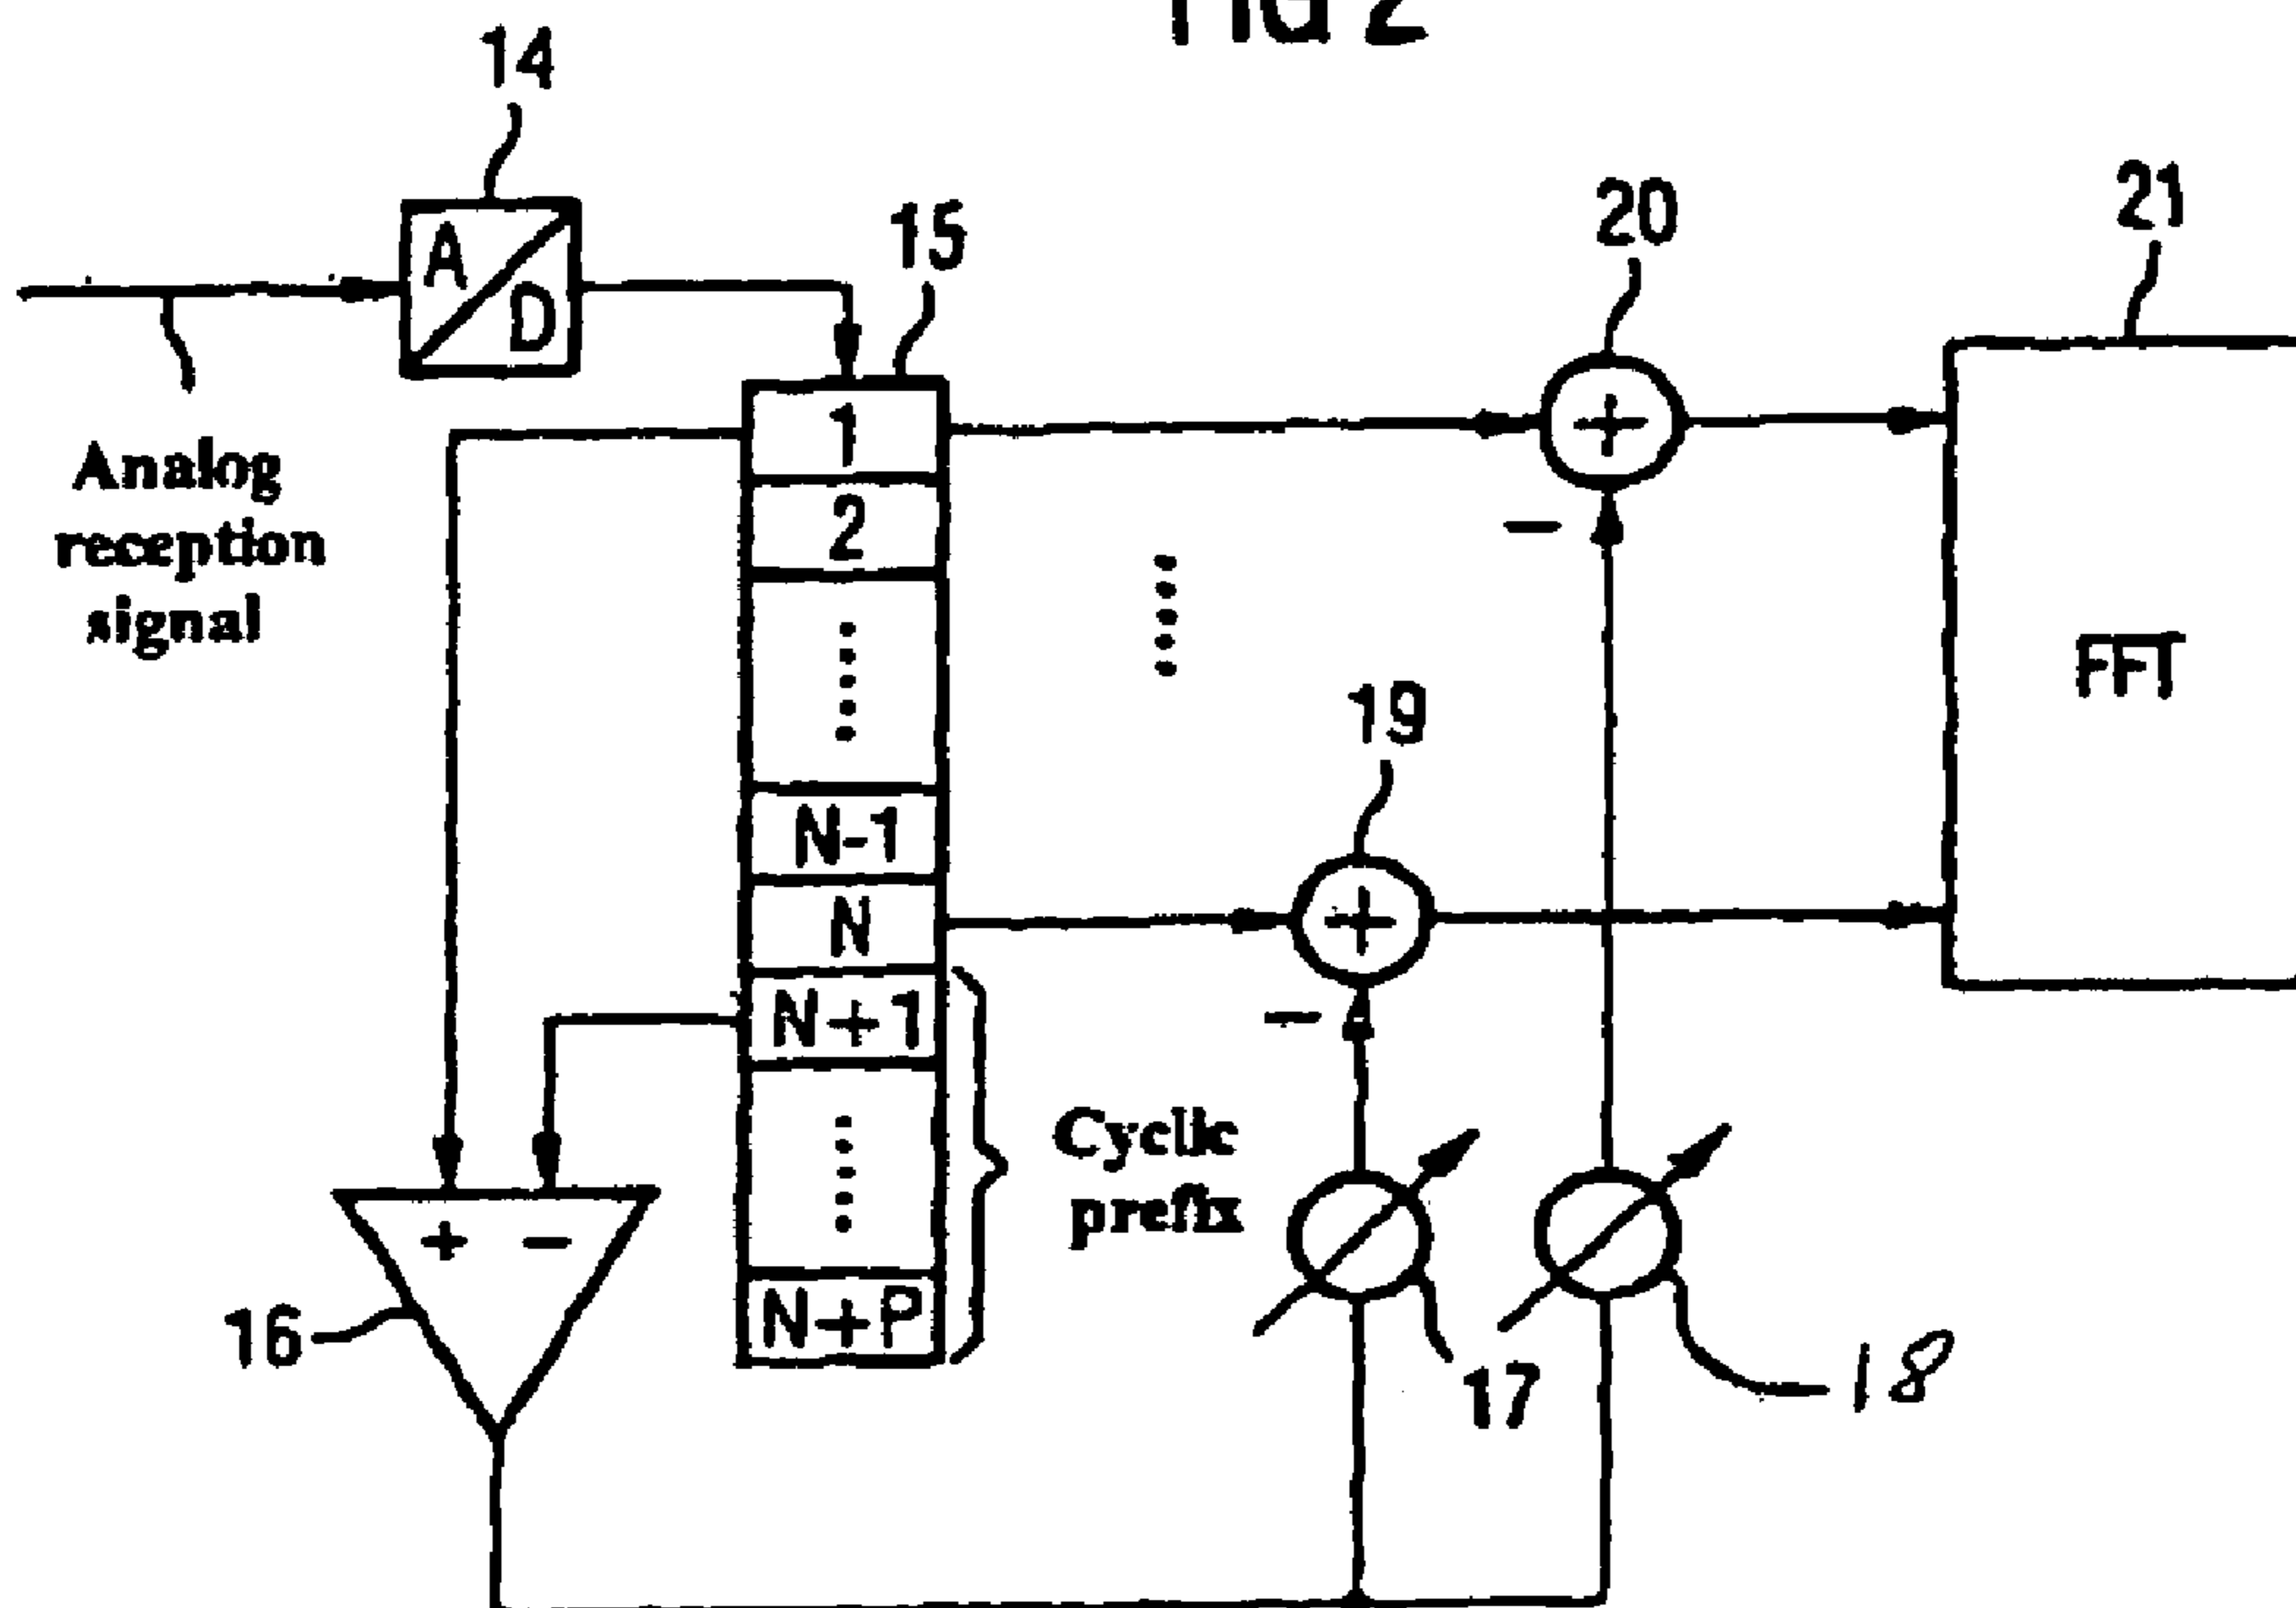 FIG 2
14
A
D
15
20
21
Analog
reception
signal
1
2
FFT
19
N-1
N
N+1
Cyclic
prefix
+ −
N+P
16
17
18